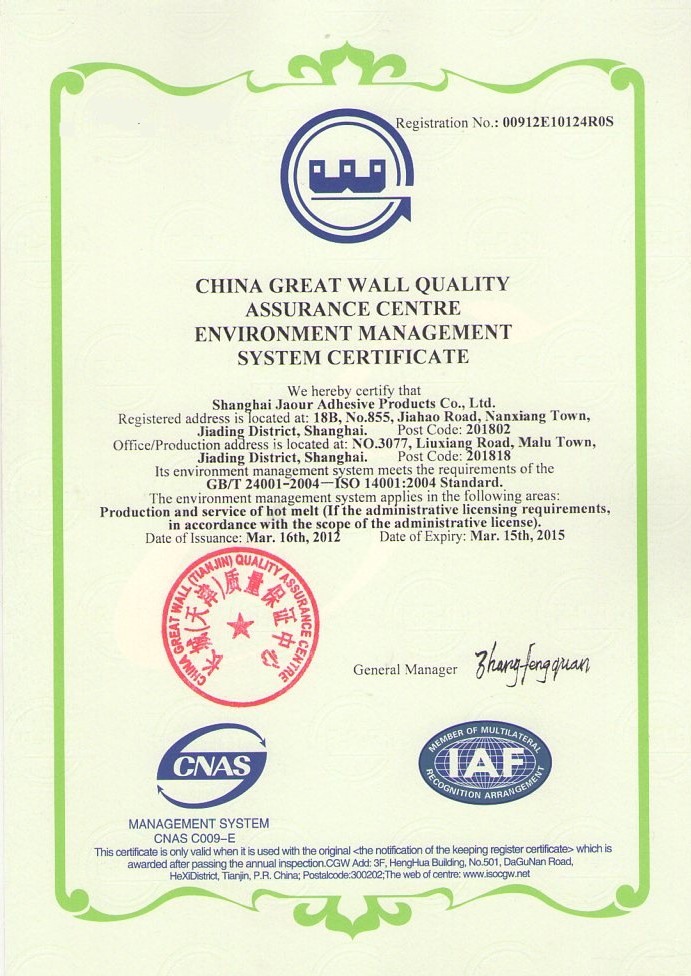 Registration No.: 00912E10124R0S
CHINA GREAT WALL QUALITY
ASSURANCE CENTRE
ENVIRONMENT MANAGEMENT
SYSTEM CERTIFICATE
We hereby certify that
Shanghai Jaour Adhesive Products Co., Ltd.
Registered address is located at: 18B, No.855, Jiahao Road, Nanxiang Town,
Jiading District, Shanghai. Post Code: 201802
Office/Production address is located at: NO.3077, Liuxiang Road, Malu Town,
Jiading District, Shanghai. Post Code: 201818
Its environment management system meets the requirements of the
GB/T 24001-2004—ISO 14001:2004 Standard.
The environment management system applies in the following areas:
Production and service of hot melt (If the administrative licensing requirements,
in accordance with the scope of the administrative license).
Date of Issuance: Mar. 16th, 2012 Date of Expiry: Mar. 15th, 2015
CHINA GREAT WALL (TIANJIN) QUALITY ASSURANCE CENTRE
长城(天津)质量保证中心
General Manager Zhangfengquan
CNAS
MANAGEMENT SYSTEM
CNAS C009-E
MEMBER OF MULTILATERAL
IAF
RECOGNITION ARRANGEMENT
This certificate is only valid when it is used with the original <the notification of the keeping register certificate> which is
awarded after passing the annual inspection.CGW Add: 3F, HengHua Building, No.501, DaGuNan Road,
HeXiDistrict, Tianjin, P.R. China; Postalcode:300202;The web of centre: www.isocgw.net